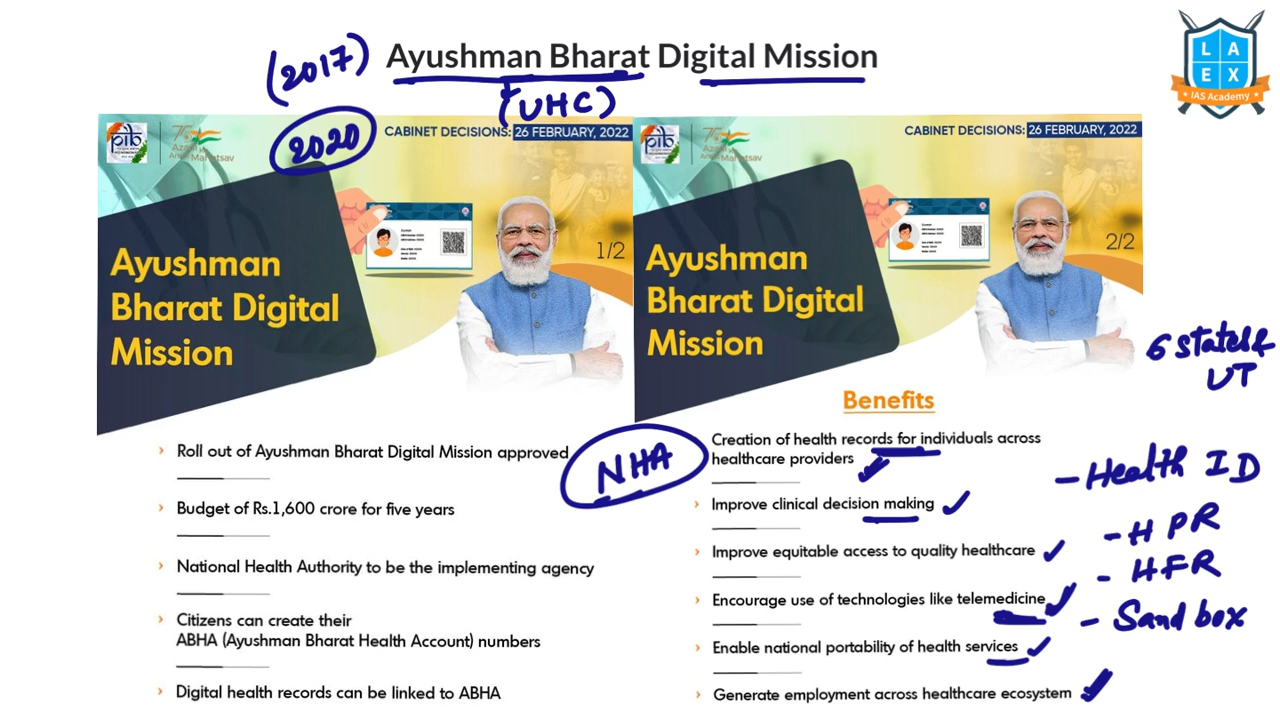 (2017) Ayushman Bharat Digital Mission
(UHC)
L A
E X
IAS Academy
2020
CABINET DECISIONS: 26 FEBRUARY, 2022
Ayushman
Bharat Digital
Mission
1/2
› Roll out of Ayushman Bharat Digital Mission approved
› Budget of Rs.1,600 crore for five years
› National Health Authority to be the implementing agency
› Citizens can create their
ABHA (Ayushman Bharat Health Account) numbers
› Digital health records can be linked to ABHA
NHA
CABINET DECISIONS: 26 FEBRUARY, 2022
Ayushman
Bharat Digital
Mission
2/2
Benefits
Creation of health records for individuals across
healthcare providers
› Improve clinical decision making
› Improve equitable access to quality healthcare
› Encourage use of technologies like telemedicine
› Enable national portability of health services
› Generate employment across healthcare ecosystem
6 States &
UT
- Health ID
- HPR
- HFR
- Sandbox